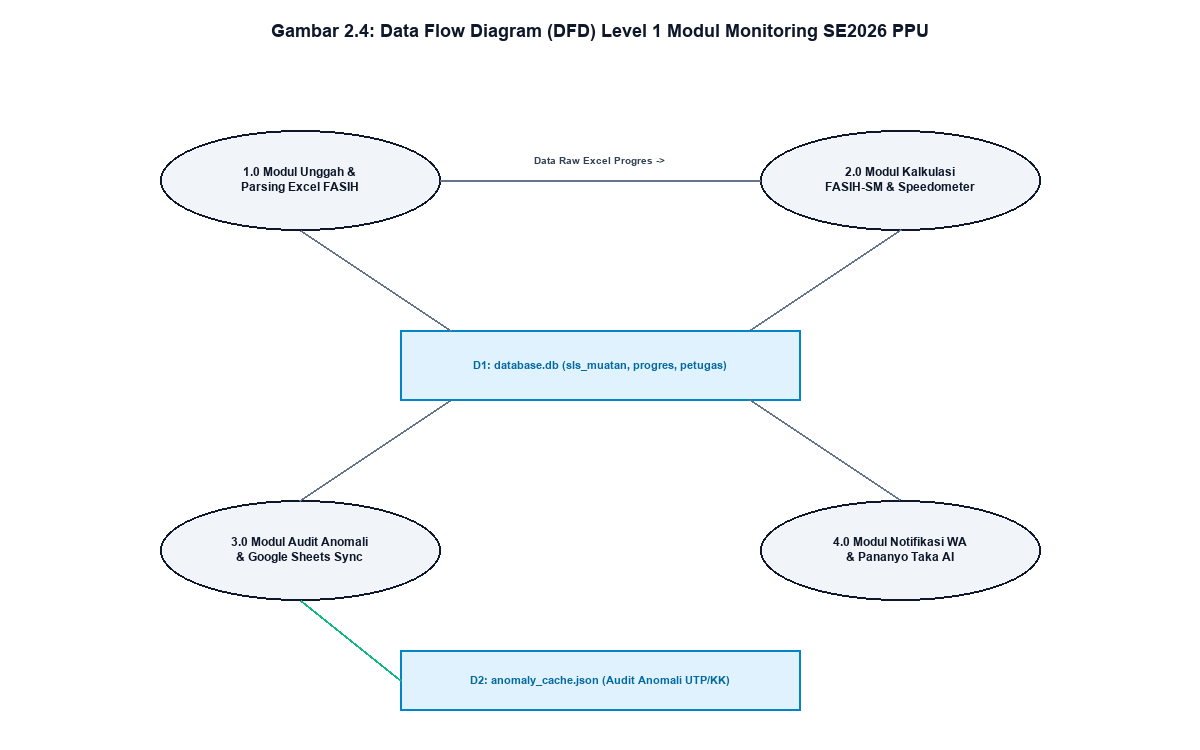 Gambar 2.4: Data Flow Diagram (DFD) Level 1 Modul Monitoring SE2026 PPU
Data Raw Excel Progres ->
1.0 Modul Unggah &
Parsing Excel FASIH
2.0 Modul Kalkulasi
FASIH-SM & Speedometer
D1: database.db (sls_muatan, progres, petugas)
3.0 Modul Audit Anomali
& Google Sheets Sync
4.0 Modul Notifikasi WA
& Pananyo Taka AI
D2: anomaly_cache.json (Audit Anomali UTP/KK)